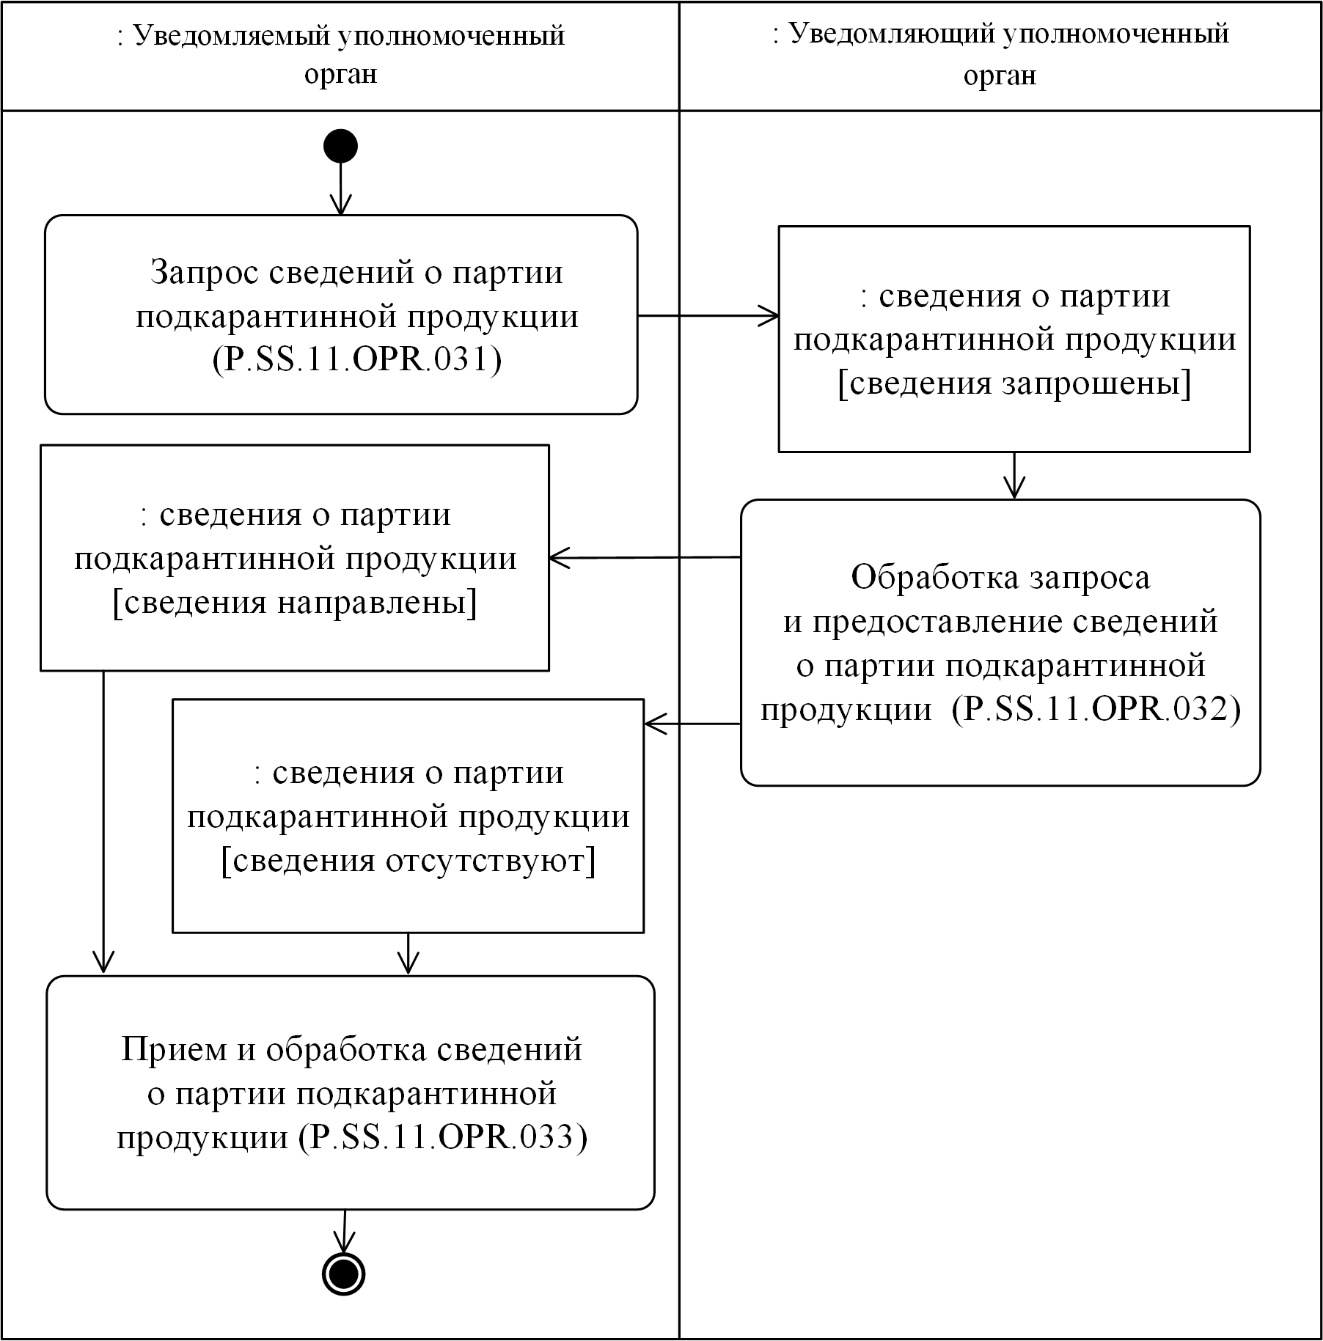 : Уведомляемый уполномоченный
орган
: Уведомляющий уполномоченный
орган
Запрос сведений о партии
подкарантинной продукции
(P.SS.11.OPR.031)
: сведения о партии
подкарантинной продукции
[сведения запрошены]
: сведения о партии
подкарантинной продукции
[сведения направлены]
Обработка запроса
и предоставление сведений
о партии подкарантинной
продукции (P.SS.11.OPR.032)
: сведения о партии
подкарантинной продукции
[сведения отсутствуют]
Прием и обработка сведений
о партии подкарантинной
продукции (P.SS.11.OPR.033)